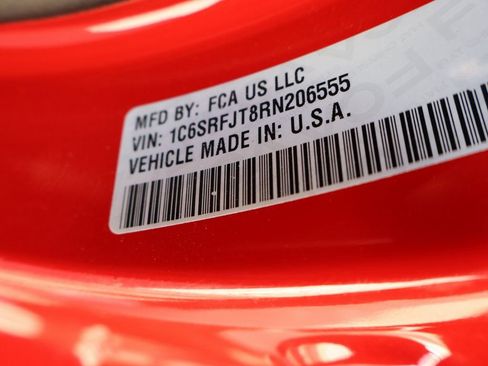 MFD BY: FCA US LLC
VIN: 1C6SRFJT8RN206555
VEHICLE MADE IN: U.S.A.